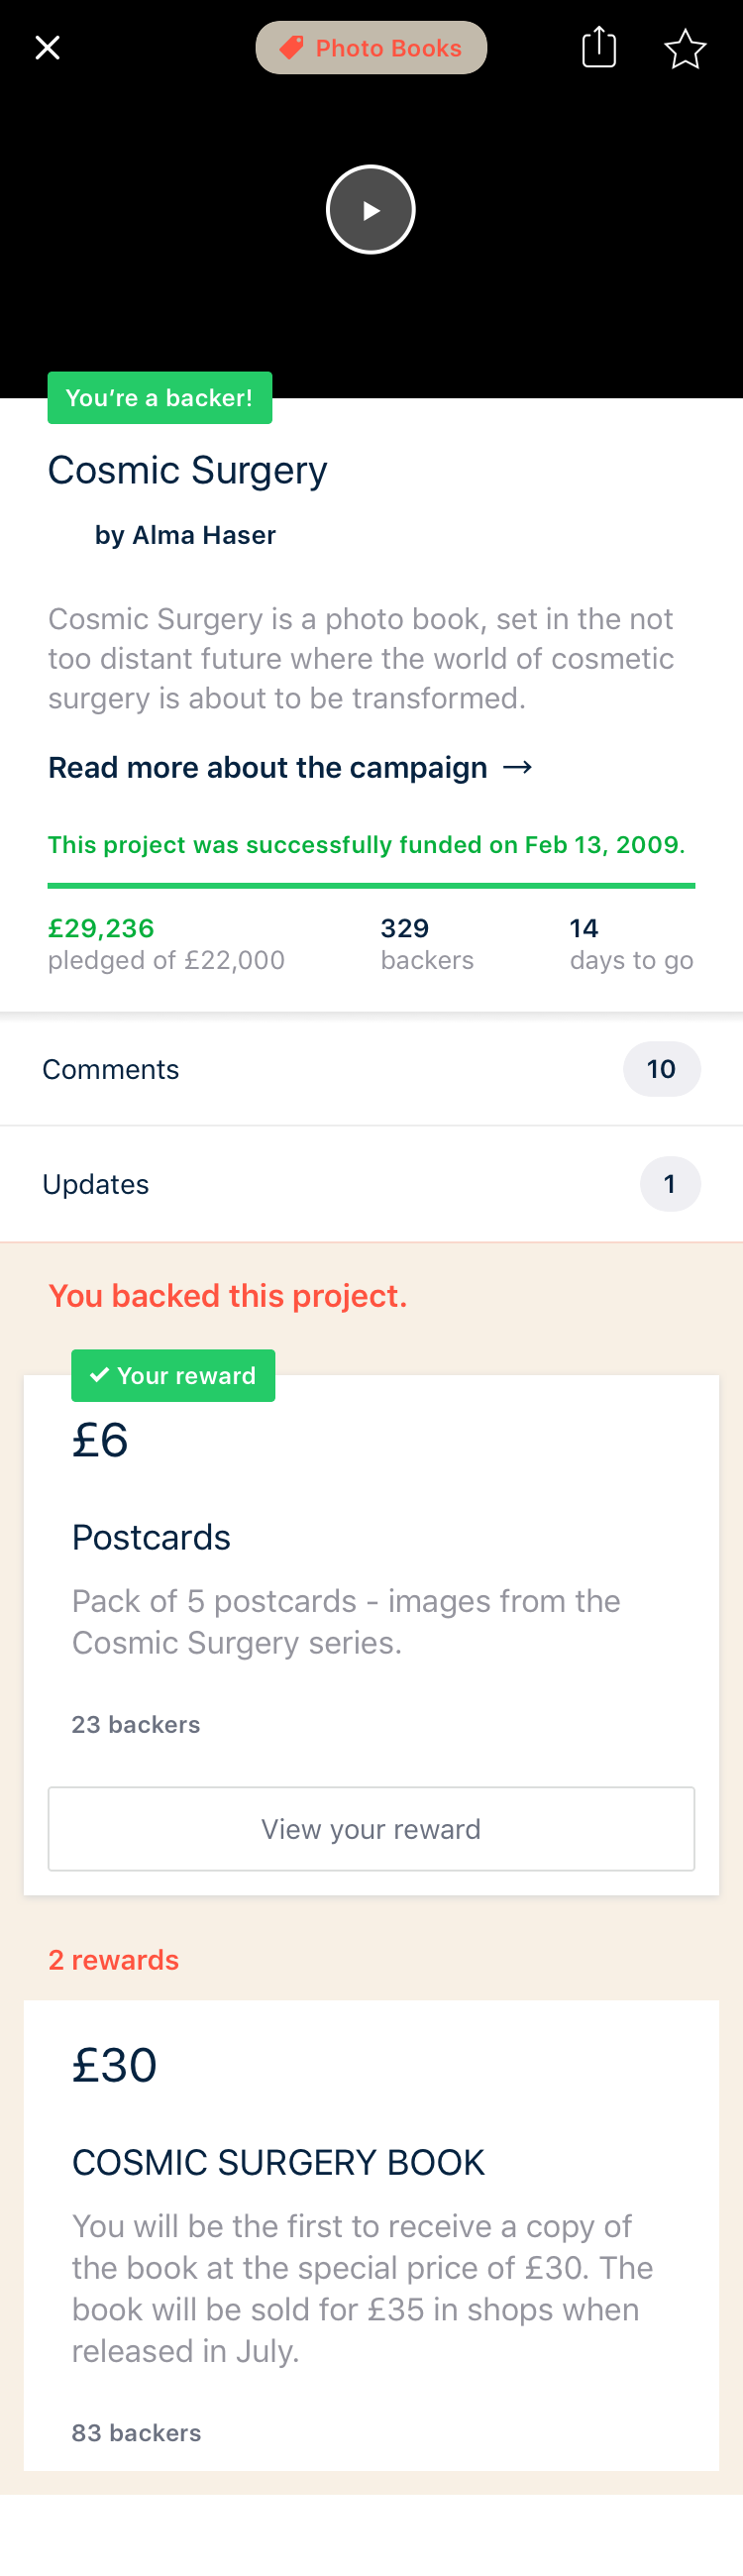 Photo Books
You’re a backer!
Cosmic Surgery
by Alma Haser
Cosmic Surgery is a photo book, set in the not
too distant future where the world of cosmetic
surgery is about to be transformed.
Read more about the campaign →
This project was successfully funded on Feb 13, 2009.
£29,236
pledged of £22,000
329
backers
14
days to go
Comments
10
Updates
1
You backed this project.
✓ Your reward
£6
Postcards
Pack of 5 postcards - images from the
Cosmic Surgery series.
23 backers
View your reward
2 rewards
£30
COSMIC SURGERY BOOK
You will be the first to receive a copy of
the book at the special price of £30. The
book will be sold for £35 in shops when
released in July.
83 backers